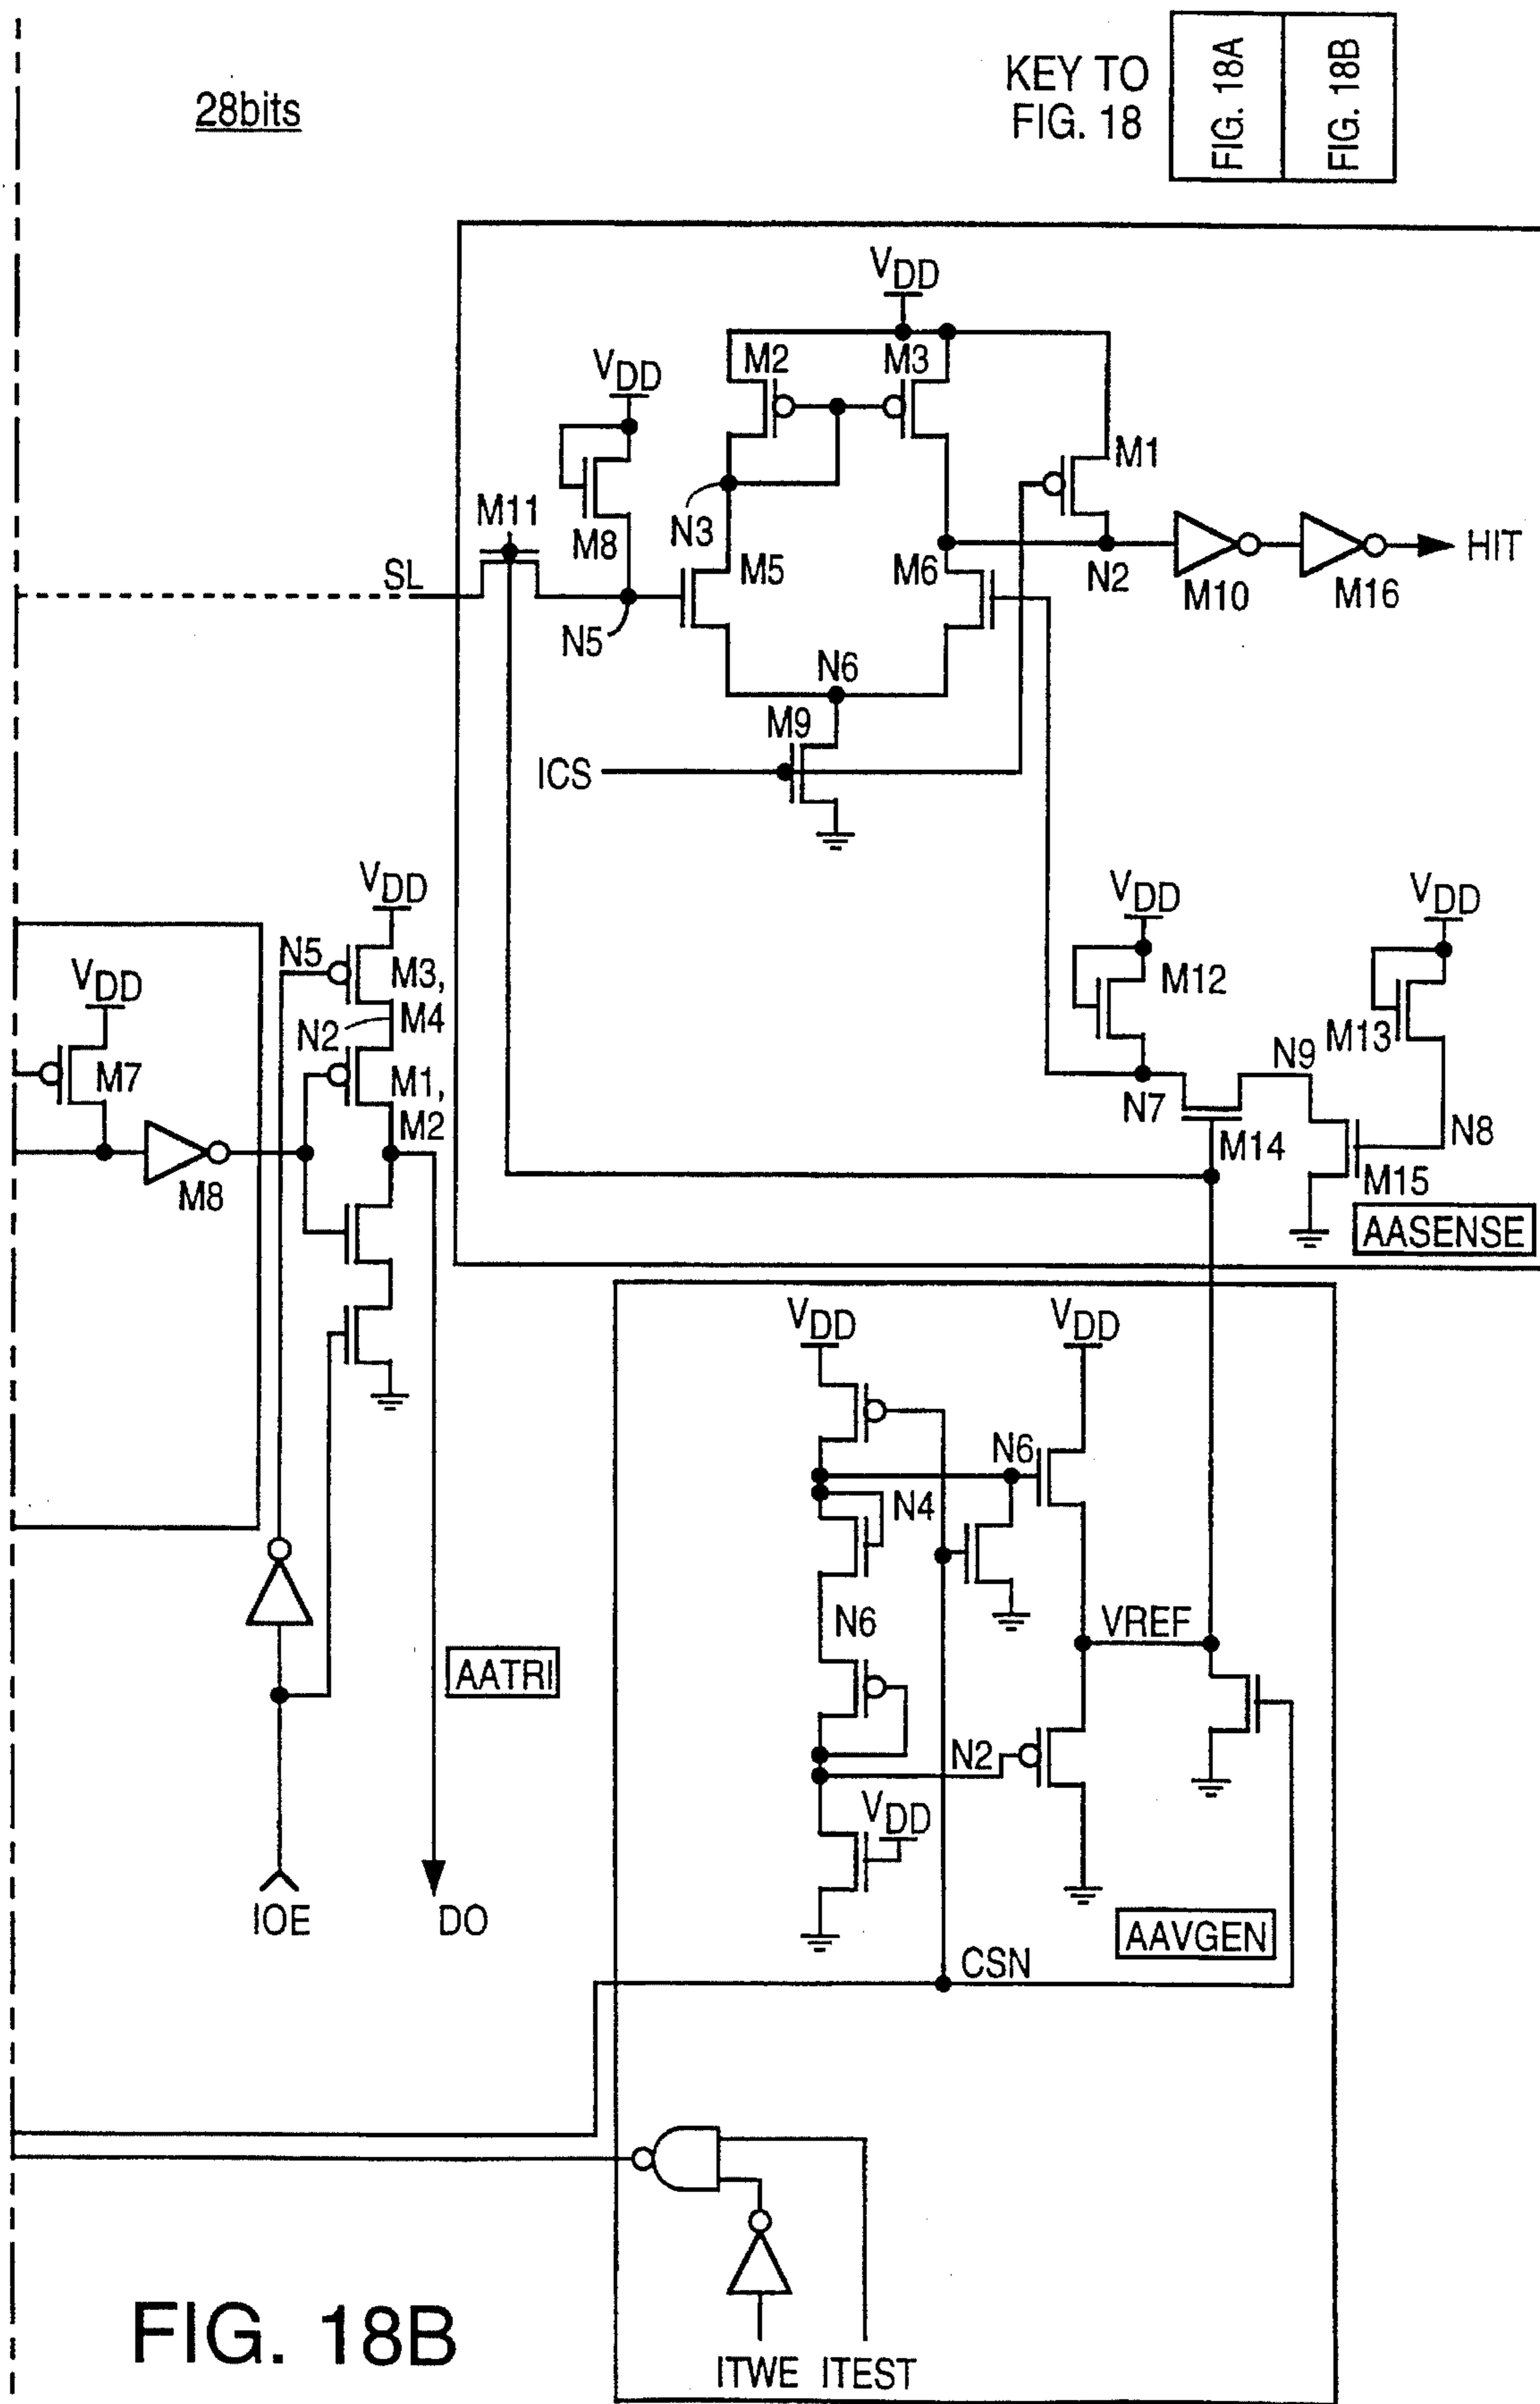 28bits
KEY TO
FIG. 18
FIG. 18A
FIG. 18B
VDD
M2
M3
VDD
M1
M11
M8
N3
HIT
SL
M5
M6
N2
M10
M16
N5
N6
M9
ICS
VDD
VDD
VDD
N5
M3,
M4
M12
VDD
N2
M13
N9
M7
M1,
M2
N7
M14
N8
M8
M15
AASENSE
VDD
VDD
N6
N4
N6
VREF
AATRI
N2
VDD
IOE
DO
AAVGEN
CSN
FIG. 18B
ITWE
ITEST